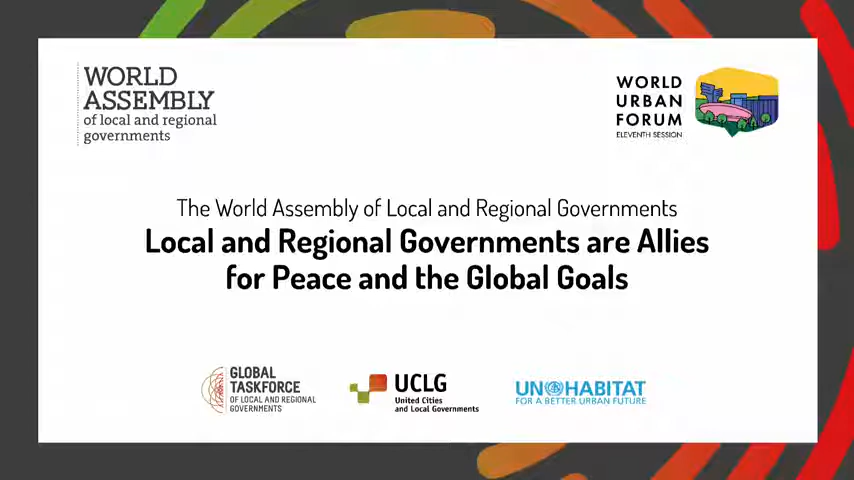 WORLD
ASSEMBLY
of local and regional
governments
WORLD
URBAN
FORUM
ELEVENTH SESSION
The World Assembly of Local and Regional Governments
Local and Regional Governments are Allies
for Peace and the Global Goals
GLOBAL
TASKFORCE
OF LOCAL AND REGIONAL
GOVERNMENTS
UCLG
United Cities
and Local Governments
UN HABITAT
FOR A BETTER URBAN FUTURE